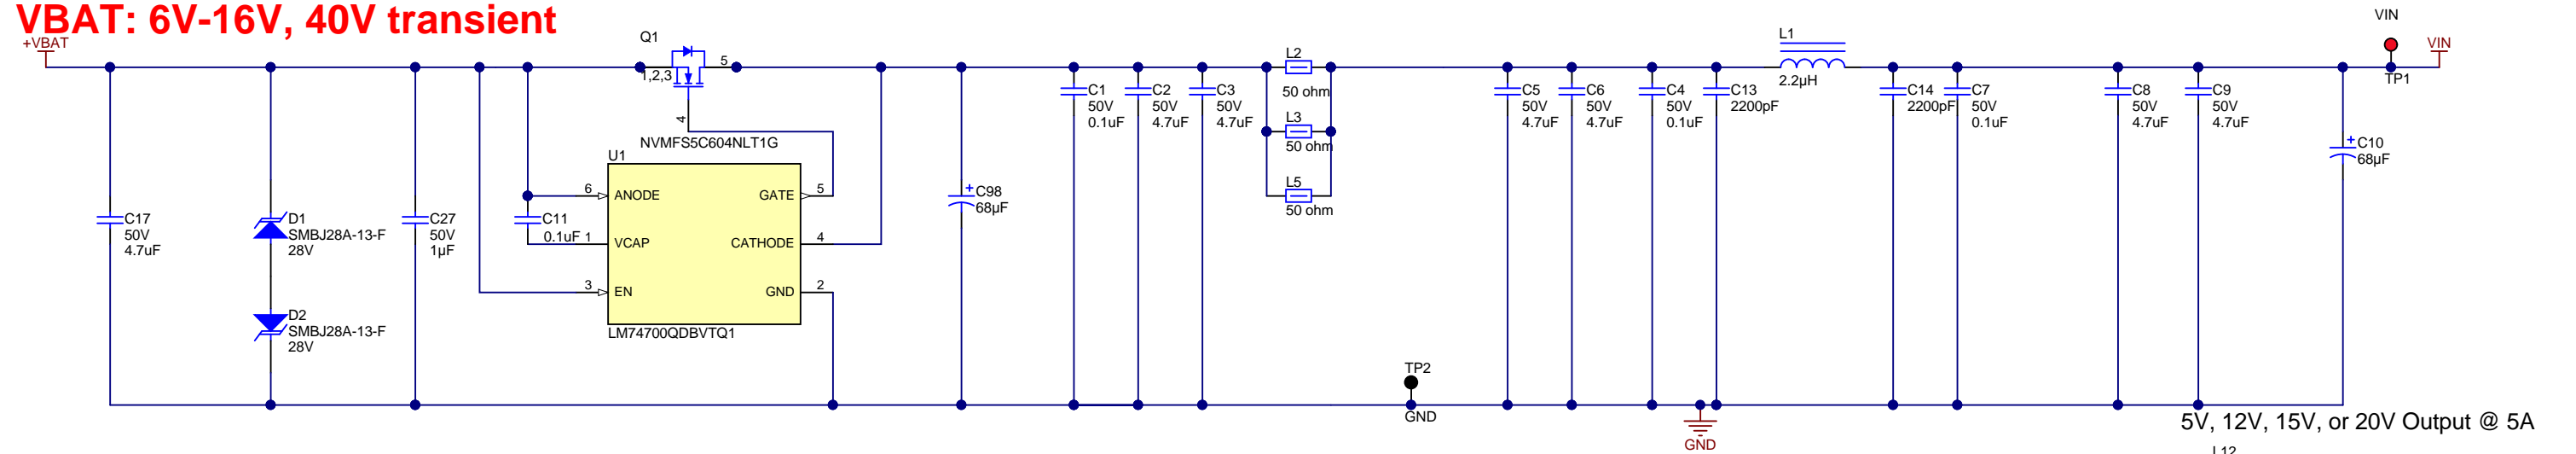 VBAT: 6V-16V, 40V transient
+VBAT
Q1
1,2,3
5
4
NVMFS5C604NLT1G
U1
6
ANODE
GATE
5
C11
0.1uF
1
VCAP
CATHODE
4
3
EN
GND
2
LM74700QDBVTQ1
C17
50V
4.7uF
D1
SMBJ28A-13-F
28V
D2
SMBJ28A-13-F
28V
C27
50V
1µF
C98
68µF
C1
50V
0.1uF
C2
50V
4.7uF
C3
50V
4.7uF
L2
50 ohm
L3
50 ohm
L5
50 ohm
TP2
GND
C5
50V
4.7uF
C6
50V
4.7uF
C4
50V
0.1uF
C13
2200pF
GND
L1
2.2µH
C14
2200pF
C7
50V
0.1uF
C8
50V
4.7uF
C9
50V
4.7uF
C10
68µF
VIN
TP1
VIN
5V, 12V, 15V, or 20V Output @ 5A